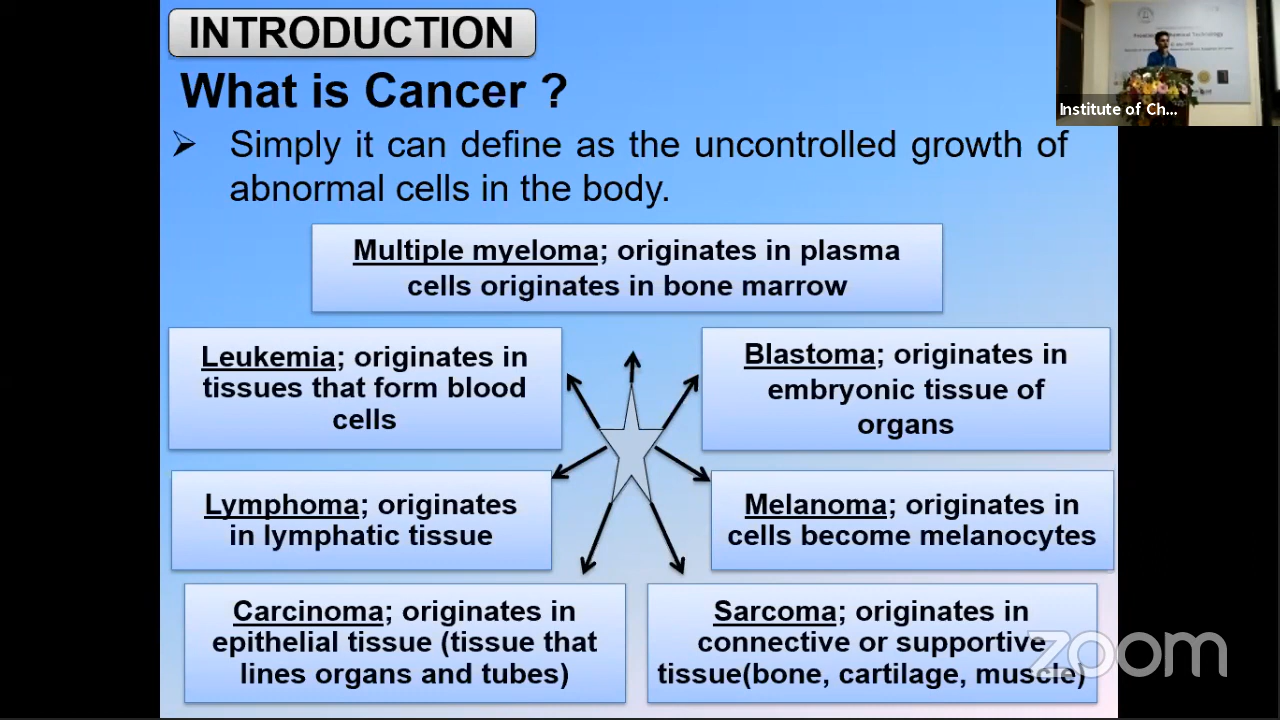 INTRODUCTION
What is Cancer ?
Simply it can define as the uncontrolled growth of
abnormal cells in the body.
Multiple myeloma; originates in plasma
cells originates in bone marrow
Leukemia; originates in
tissues that form blood
cells
Blastoma; originates in
embryonic tissue of
organs
Lymphoma; originates
in lymphatic tissue
Melanoma; originates in
cells become melanocytes
Carcinoma; originates in
epithelial tissue (tissue that
lines organs and tubes)
Sarcoma; originates in
connective or supportive
tissue(bone, cartilage, muscle)
Institute of Ch...
zoom